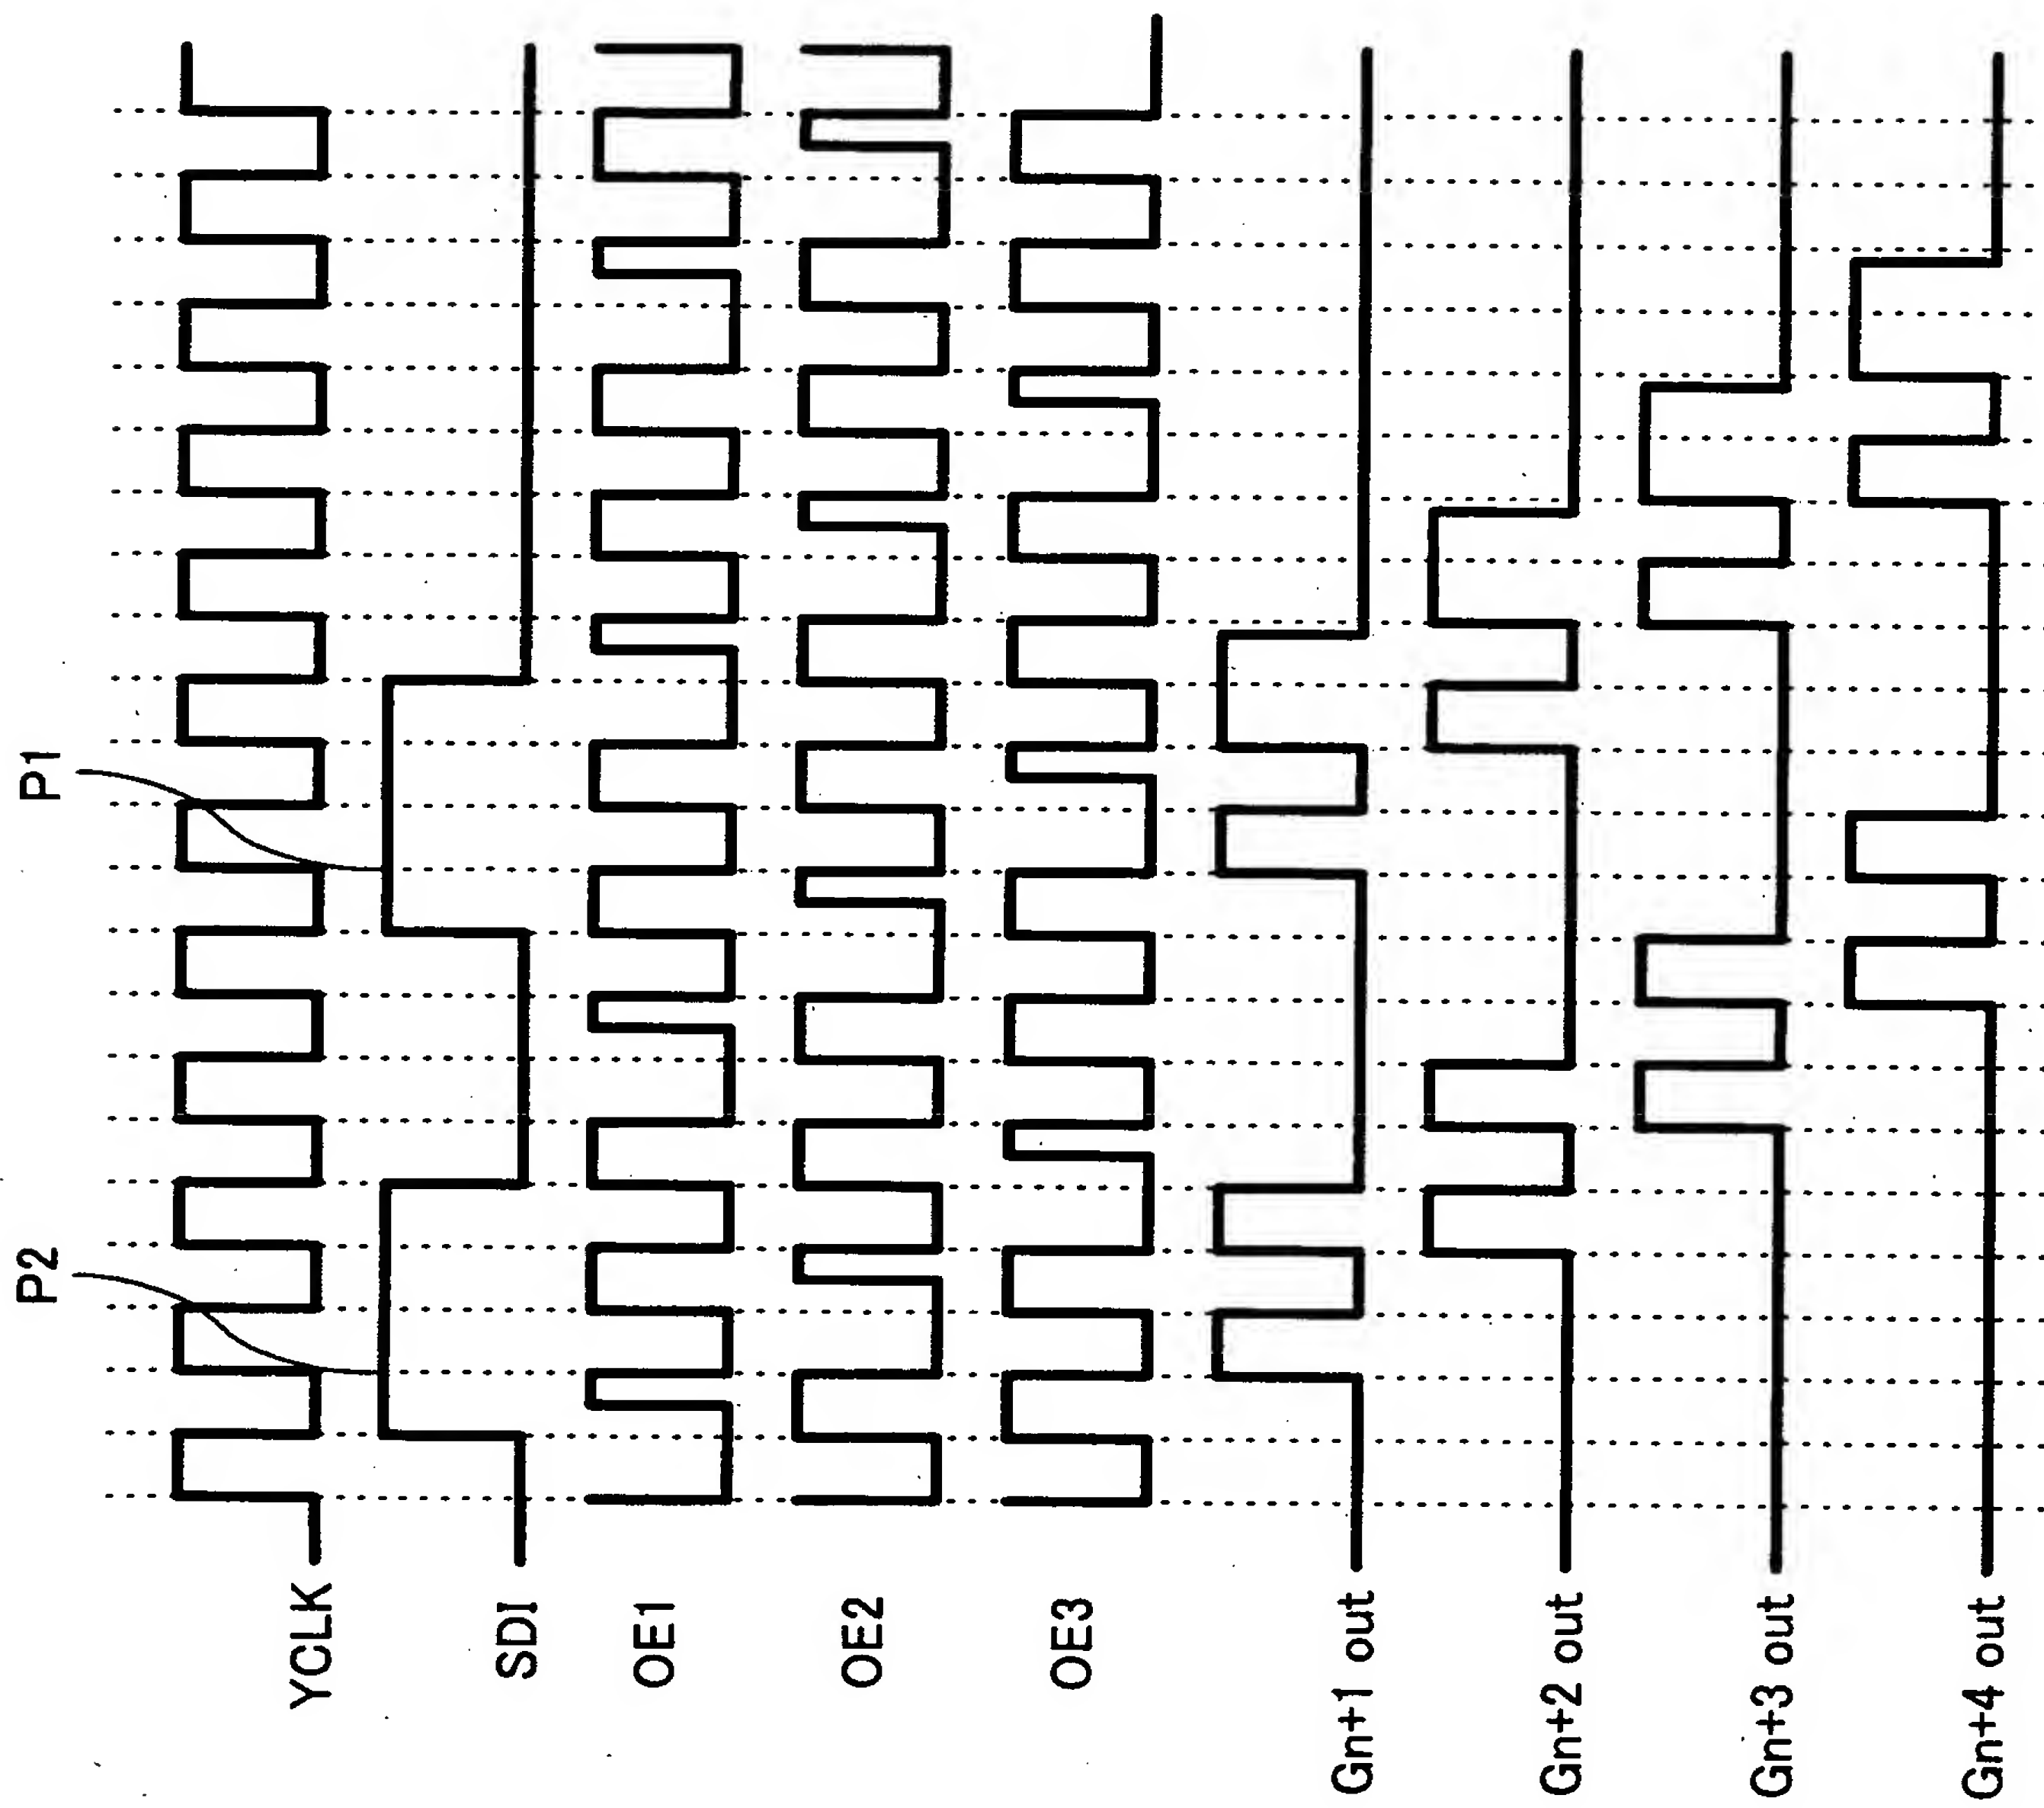 P2
P1
YCLK
SDI
OE1
OE2
OE3
Gn+1 out
Gn+2 out
Gn+3 out
Gn+4 out